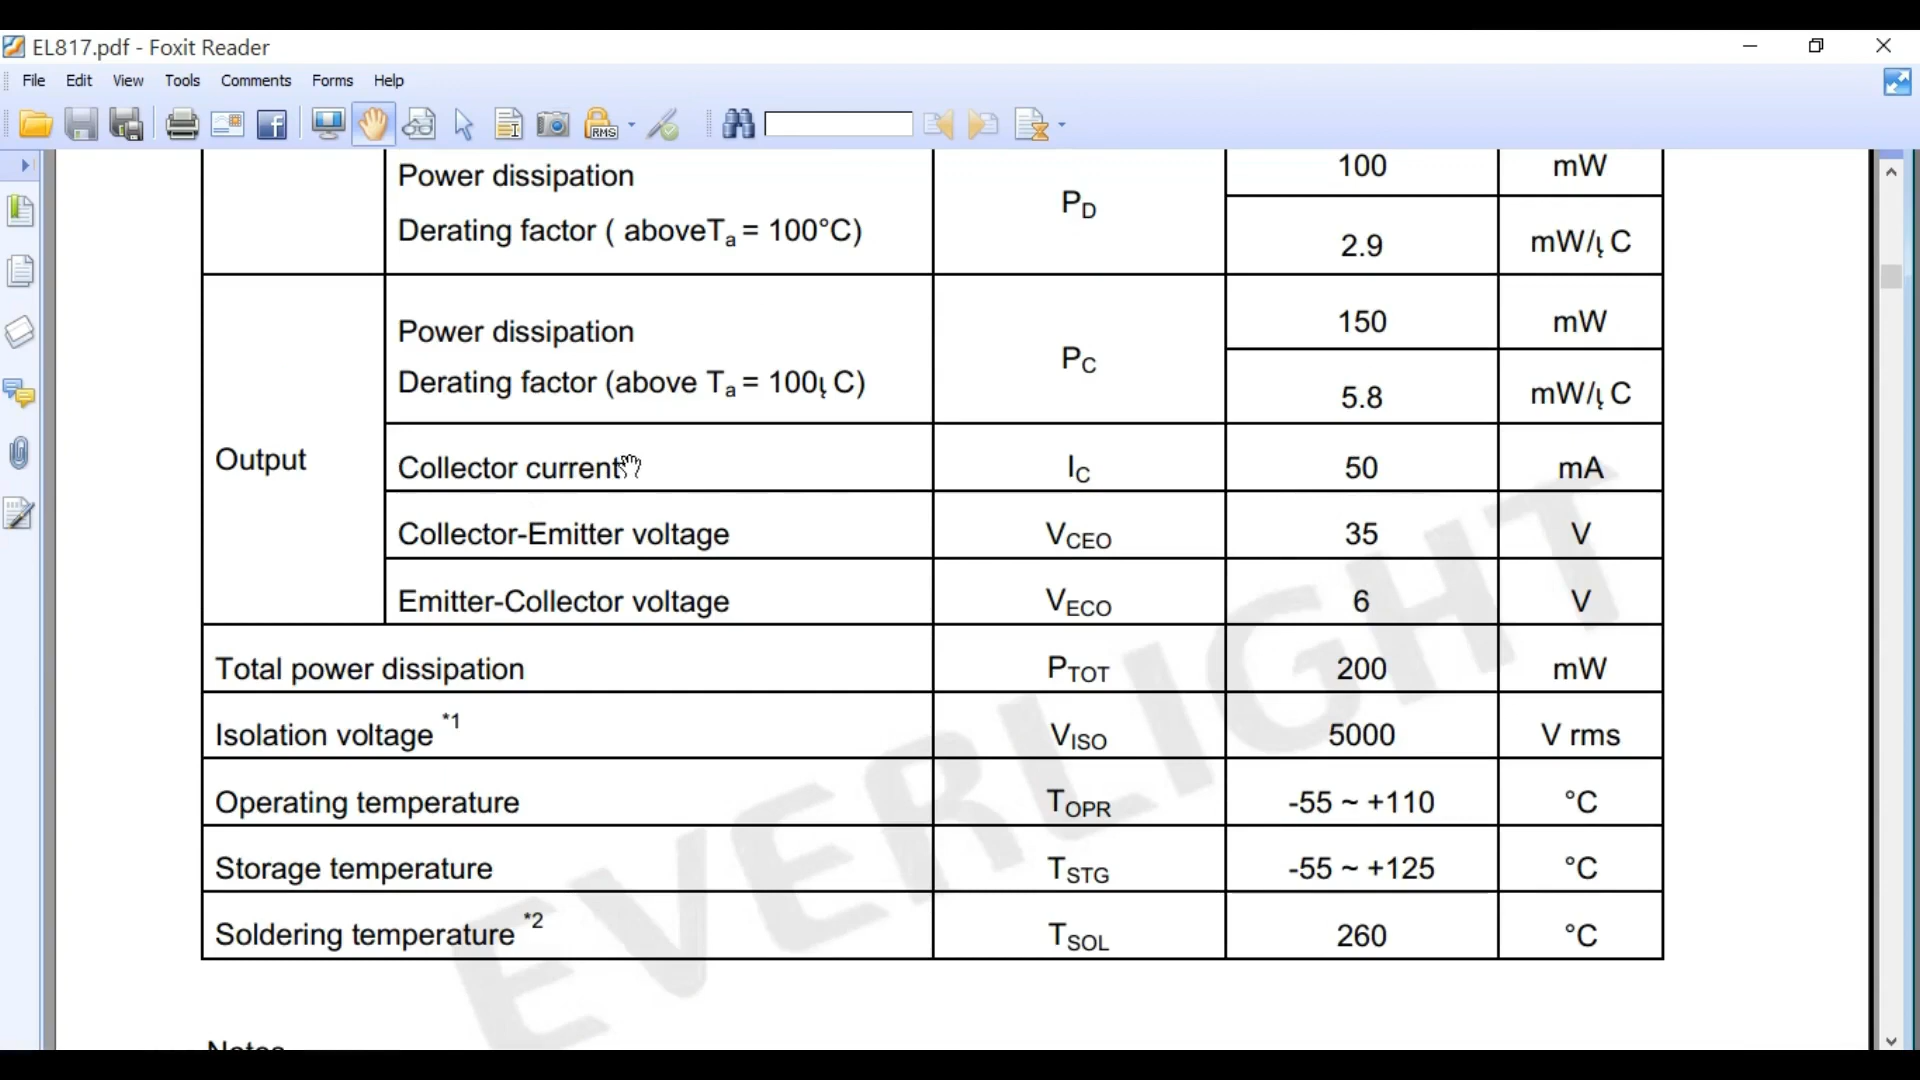 EL817.pdf - Foxit Reader
File Edit View Tools Comments Forms Help
RMS
Power dissipation
Derating factor ( aboveTa = 100°C)
PD
100 mW
2.9 mW/ɩ C
Output
Power dissipation
Derating factor (above Ta = 100ɩ C)
PC
150 mW
5.8 mW/ɩ C
Collector current IC 50 mA
Collector-Emitter voltage VCEO 35 V
Emitter-Collector voltage VECO 6 V
Total power dissipation PTOT 200 mW
Isolation voltage *1 VISO 5000 V rms
Operating temperature TOPR -55 ~ +110 °C
Storage temperature TSTG -55 ~ +125 °C
Soldering temperature *2 TSOL 260 °C
EVERLIGHT
Notes